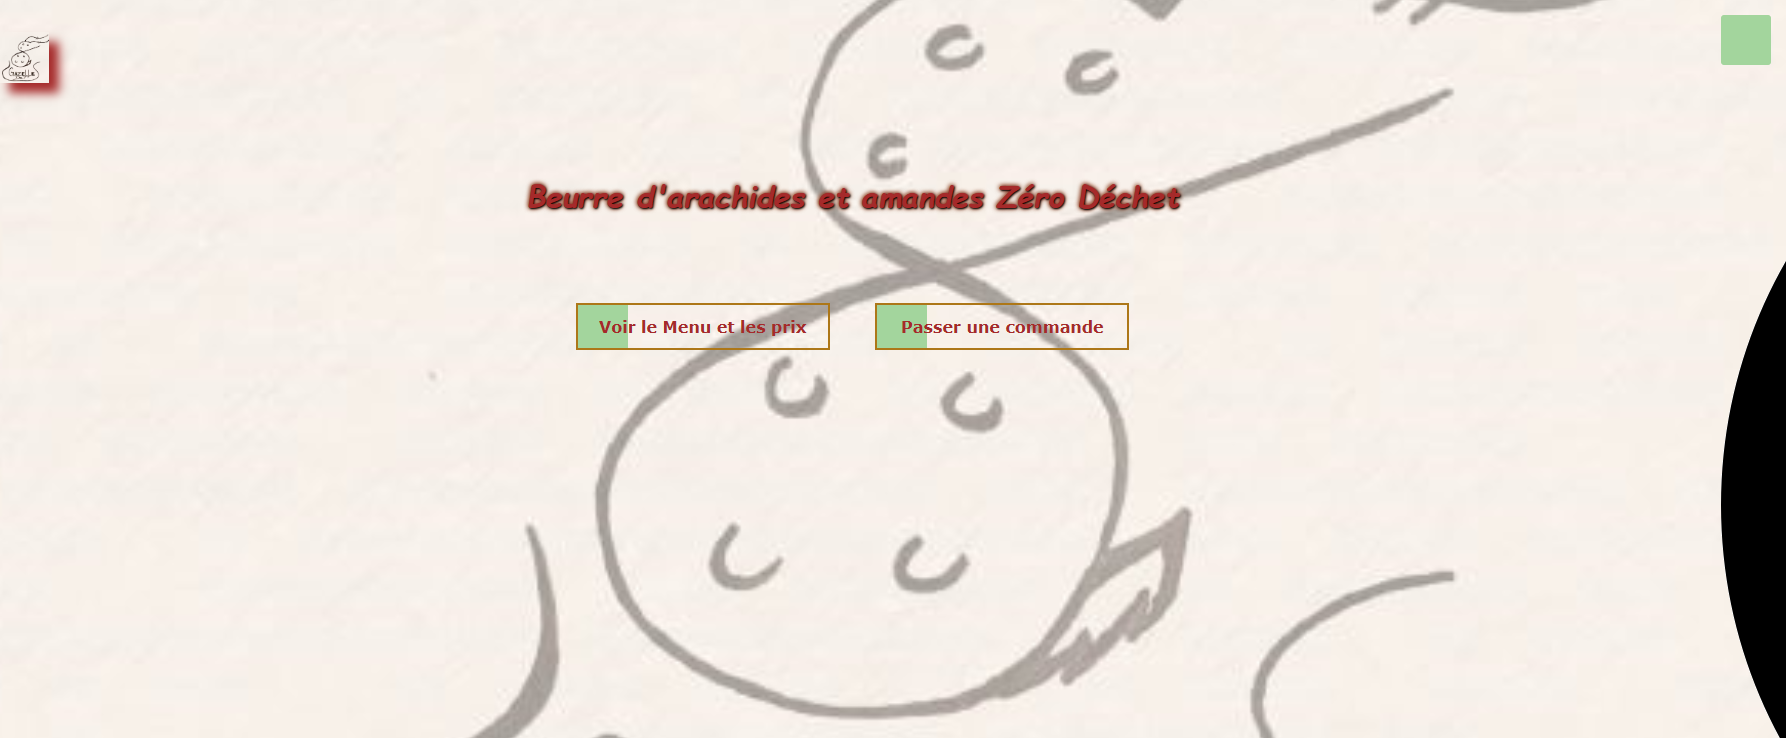 Beurre d'arachides et amandes Zéro Déchet
Voir le Menu et les prix
Passer une commande